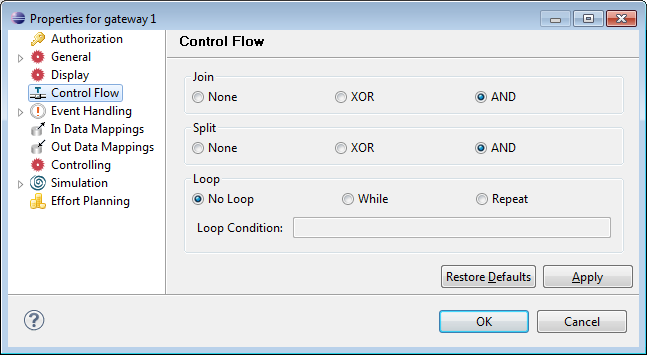 Properties for gateway 1
Authorization
General
Display
Control Flow
Event Handling
In Data Mappings
Out Data Mappings
Controlling
Simulation
Effort Planning
Control Flow
Join
None XOR AND
Split
None XOR AND
Loop
No Loop While Repeat
Loop Condition:
Restore Defaults Apply
OK Cancel